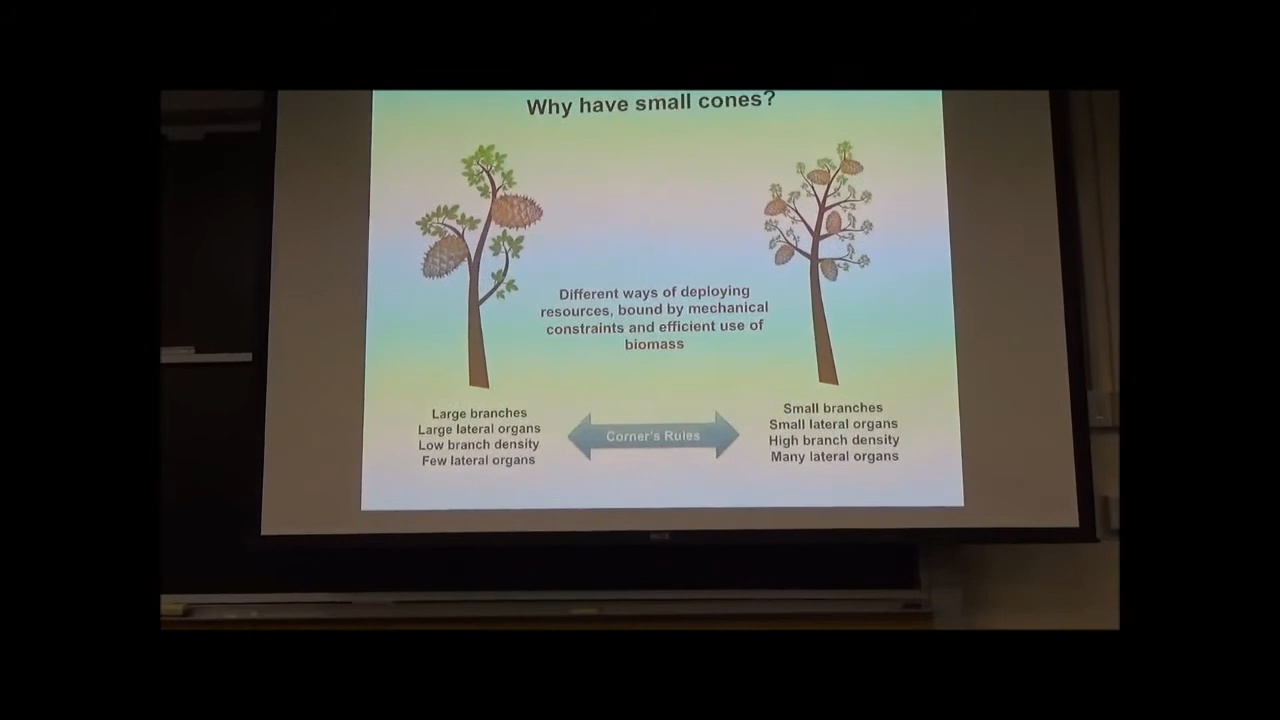 Why have small cones?
Different ways of deploying
resources, bound by mechanical
constraints and efficient use of
biomass
Large branches
Large lateral organs
Low branch density
Few lateral organs
Corner's Rules
Small branches
Small lateral organs
High branch density
Many lateral organs